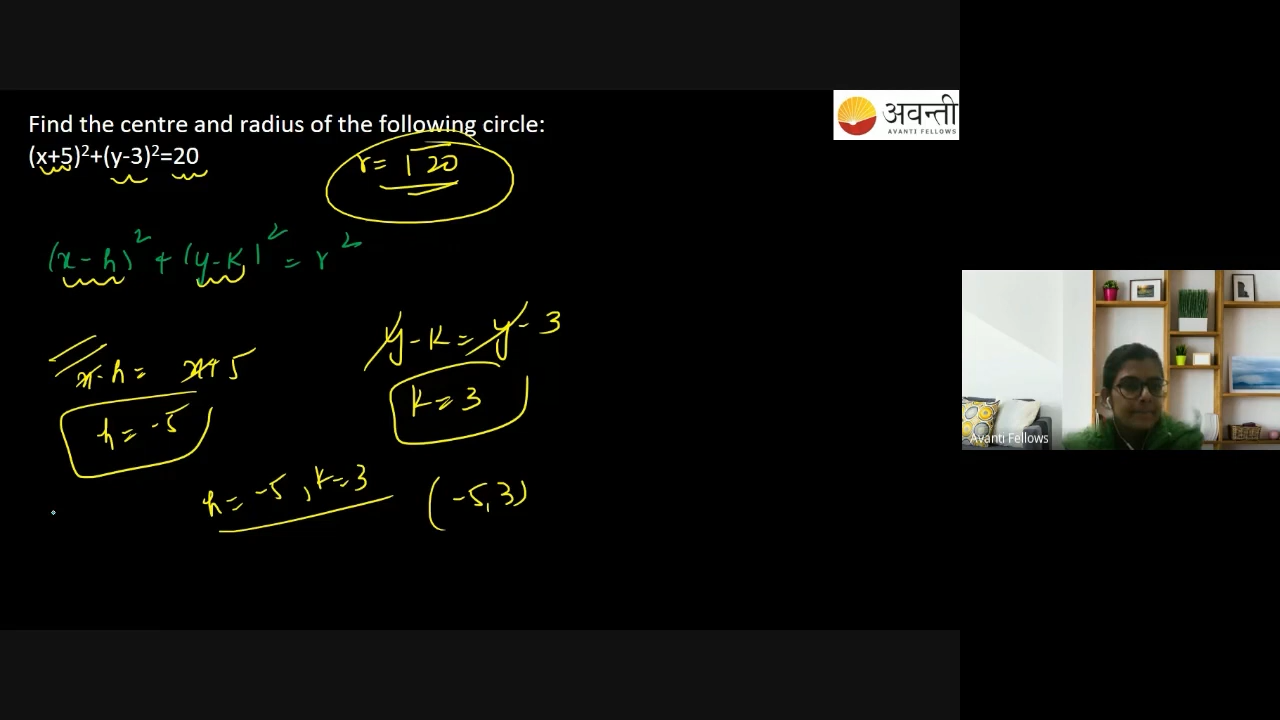 Find the centre and radius of the following circle:
(x+5)²+(y-3)²=20
r = √20
(x-h)² + (y-k)² = r²
x-h = x+5
y-k = y-3
h = -5
k = 3
h = -5, k = 3
(-5, 3)
अवन्ती
AVANTI FELLOWS
Avanti Fellows